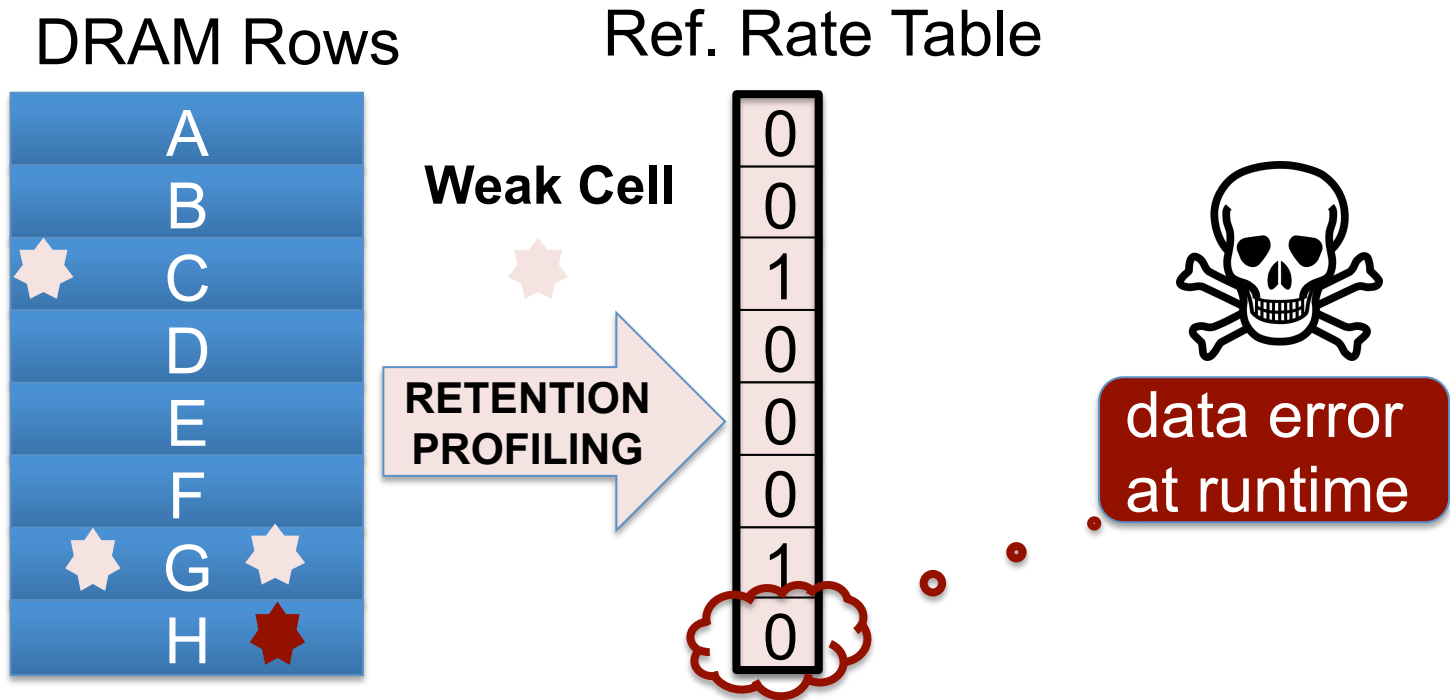 DRAM Rows
Ref. Rate Table
A
B
C
D
E
F
G
H
Weak Cell
RETENTION
PROFILING
0
0
1
0
0
0
1
0
data error
at runtime